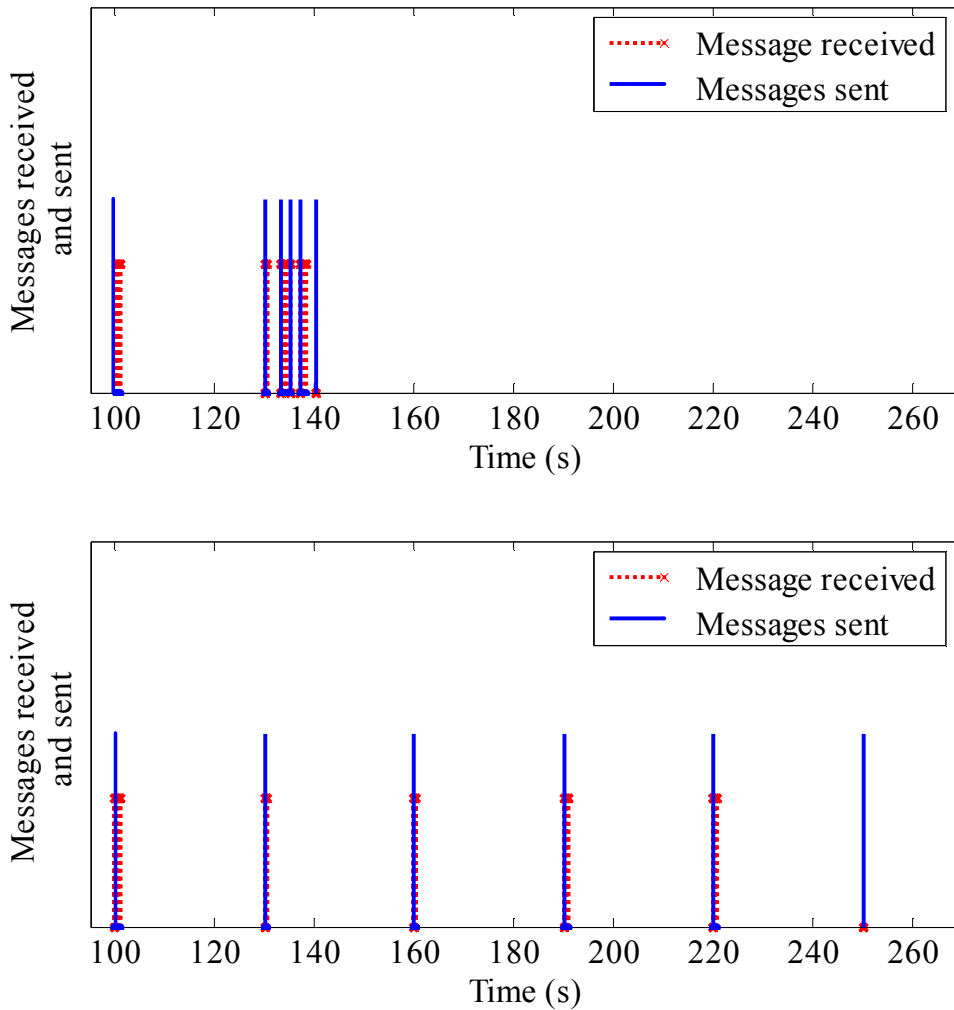 Message received
Messages sent
Messages received
and sent
100 120 140 160 180 200 220 240 260
Time (s)
Message received
Messages sent
Messages received
and sent
100 120 140 160 180 200 220 240 260
Time (s)